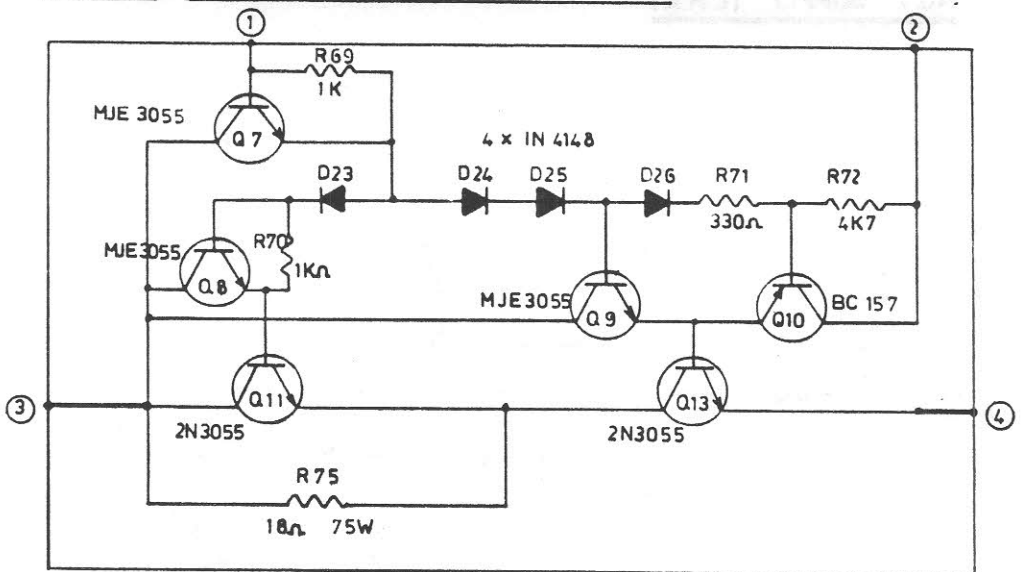 1
2
R69
1K
MJE 3055
Q7
4 x IN 4148
D23
D24
D25
D26
R71
R72
330Ω
4K7
R70
1KΩ
MJE3055
Q8
MJE3055
Q9
Q10
BC 157
3
Q11
2N3055
Q13
2N3055
4
R75
18Ω 75W